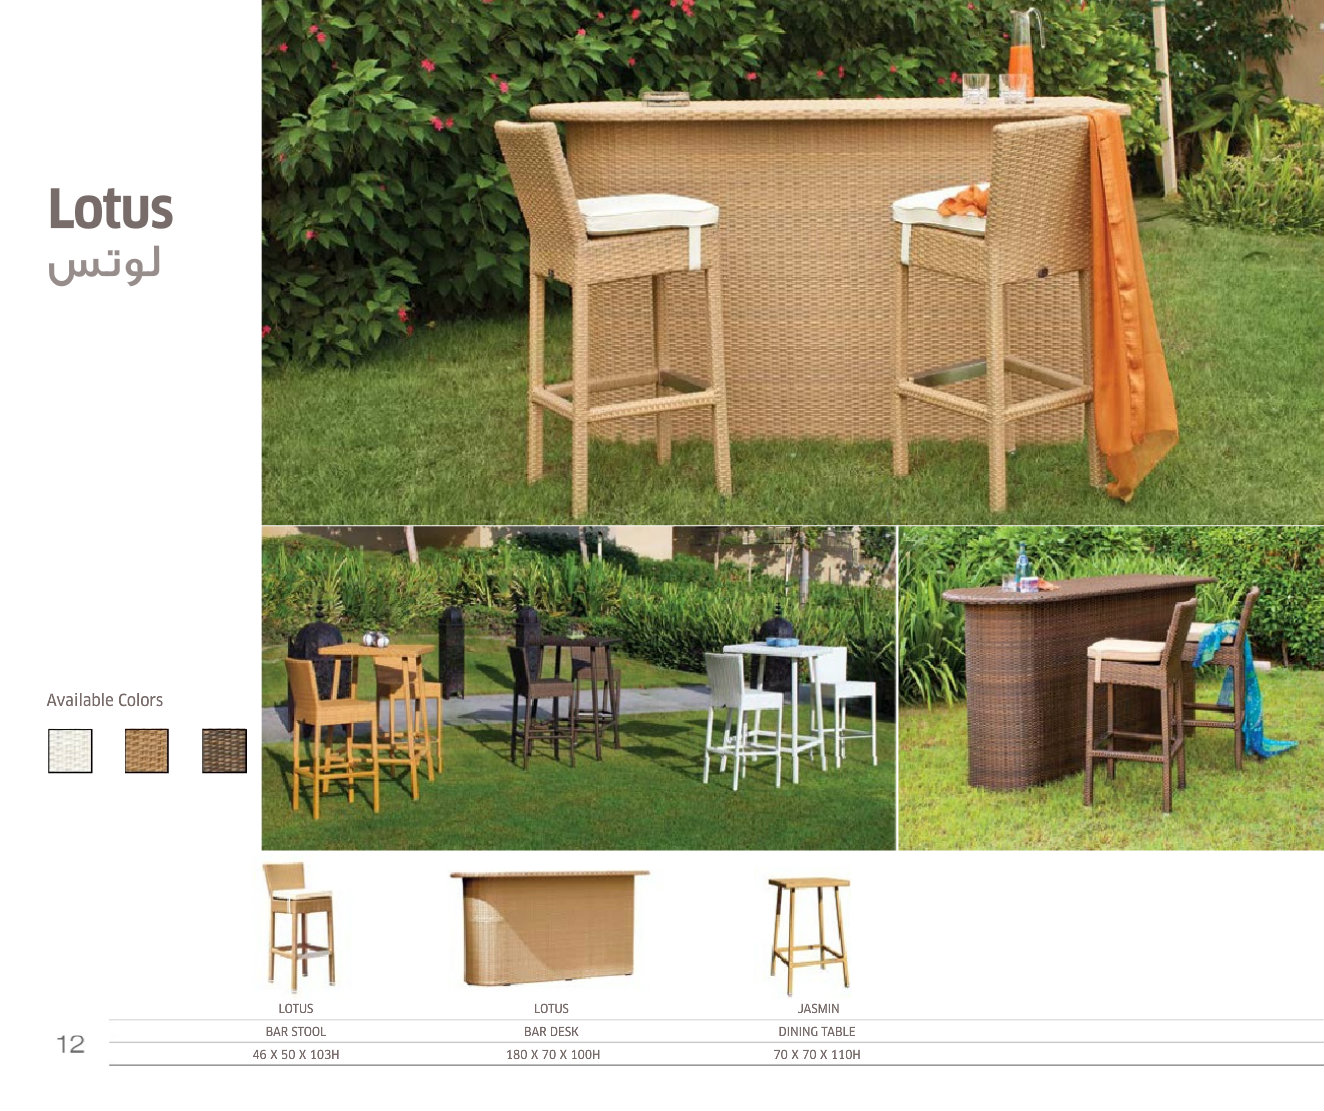 Lotus
لوتس
Available Colors
LOTUS LOTUS JASMIN
BAR STOOL BAR DESK DINING TABLE
46 X 50 X 103H 180 X 70 X 100H 70 X 70 X 110H
12